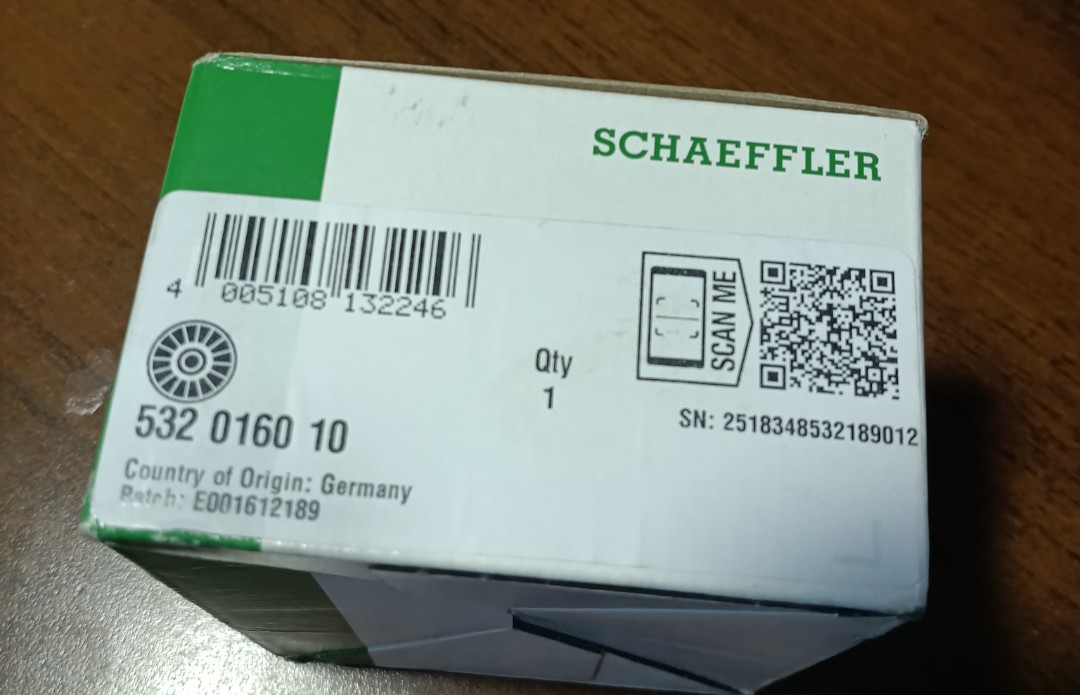 SCHAEFFLER
4 005108 132246
SCAN ME
Qty
1
SN: 2518348532189012
532 0160 10
Country of Origin: Germany
Batch: E001612189